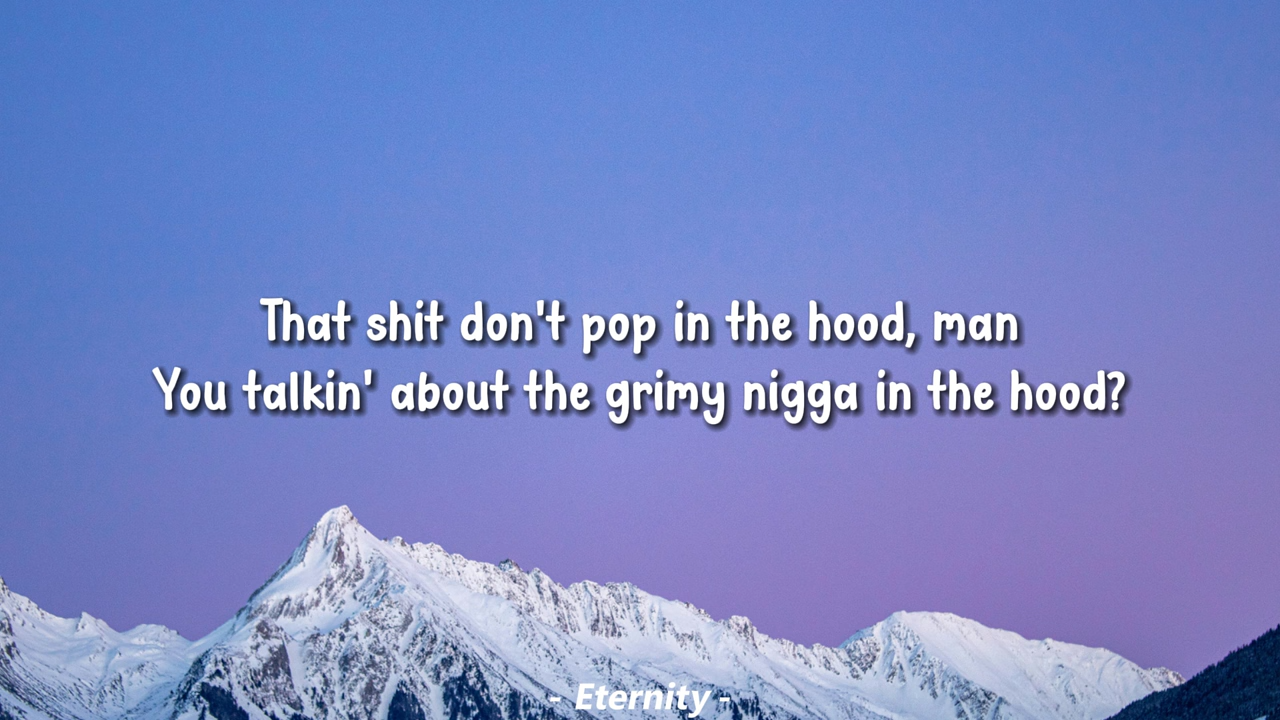 That shit don't pop in the hood, man
You talkin' about the grimy nigga in the hood?
- Eternity -